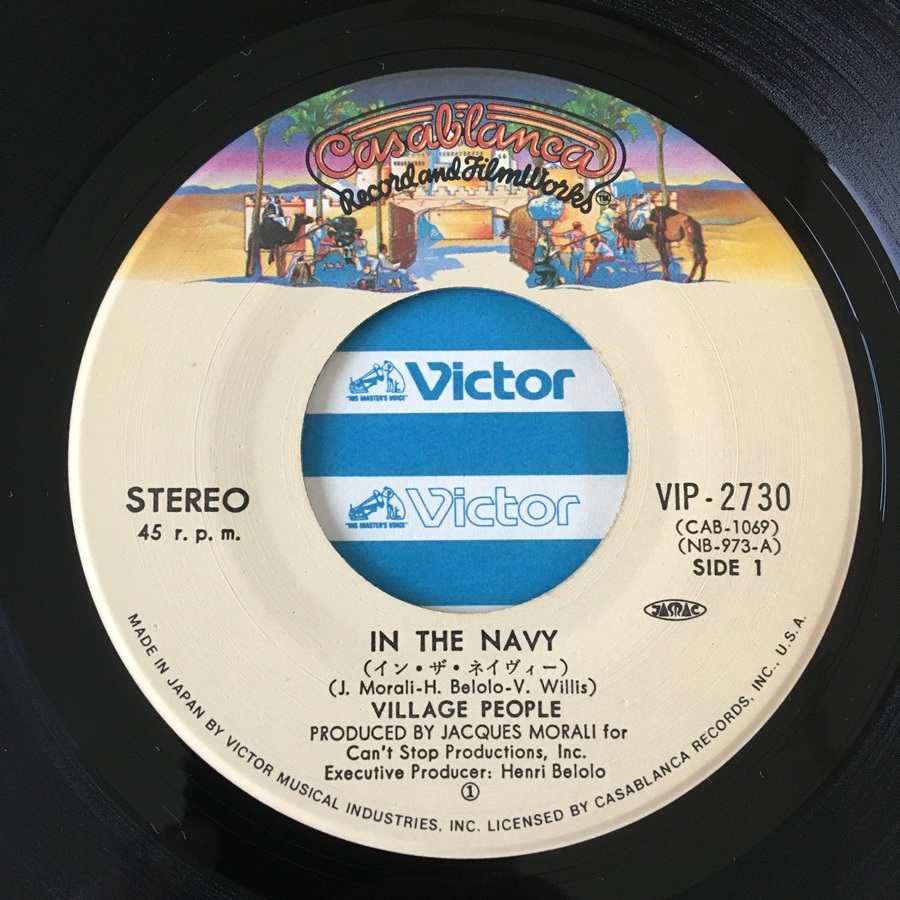 Casablanca
Record and FilmWorks™
"HIS MASTER'S VOICE" Victor
"HIS MASTER'S VOICE" Victor
STEREO
45 r.p.m.
VIP-2730
(CAB-1069)
(NB-973-A)
SIDE 1
JASRAC
IN THE NAVY
(イン・ザ・ネイヴィー)
(J. Morali-H. Belolo-V. Willis)
VILLAGE PEOPLE
PRODUCED BY JACQUES MORALI for
Can't Stop Productions, Inc.
Executive Producer: Henri Belolo
①
MADE IN JAPAN BY VICTOR MUSICAL INDUSTRIES, INC. LICENSED BY CASABLANCA RECORDS, INC., U.S.A.